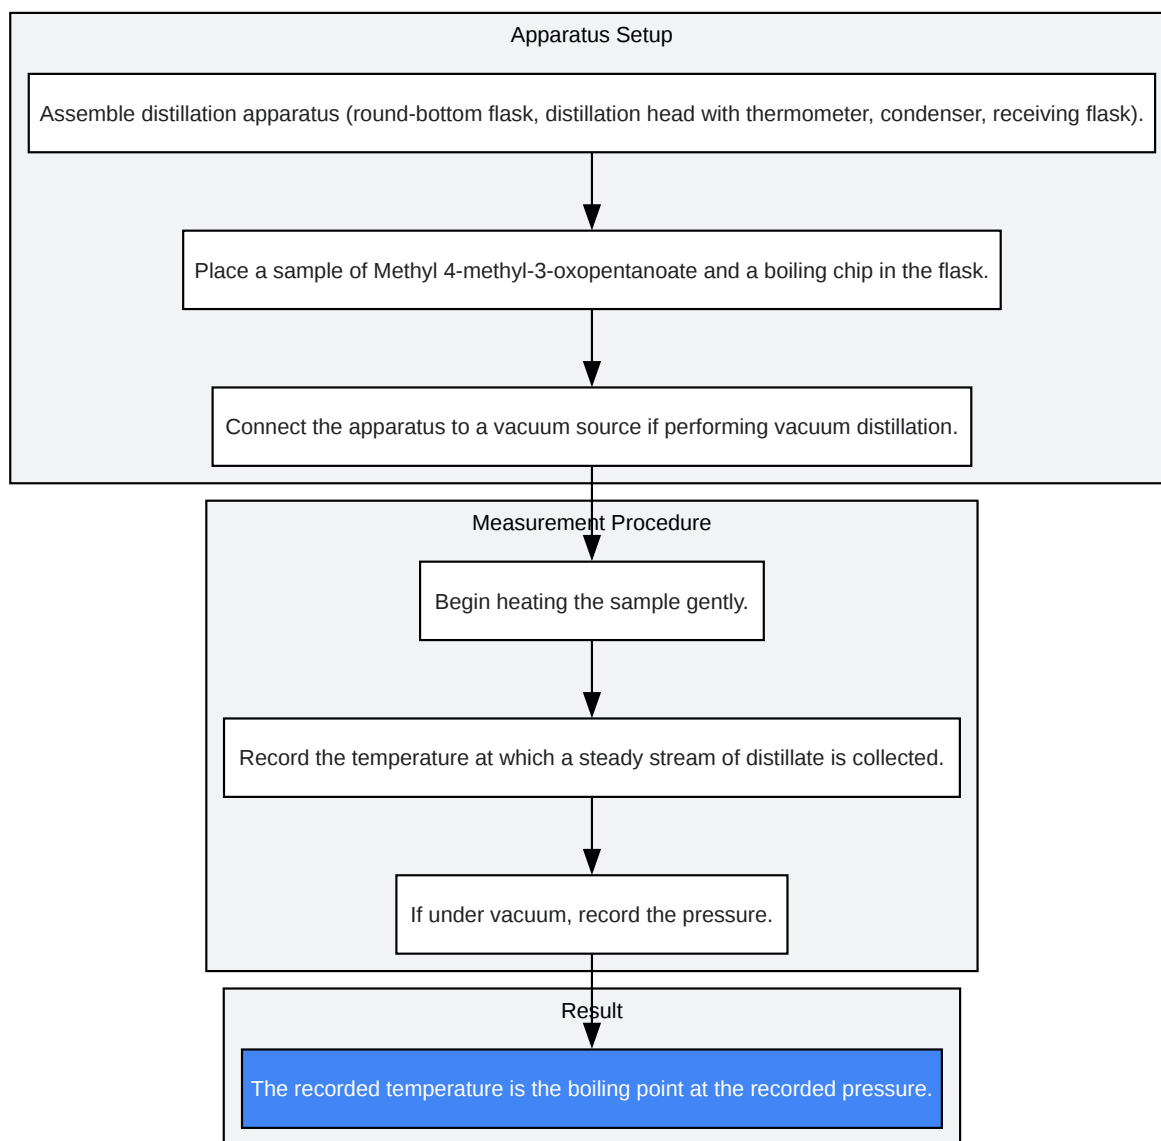 Apparatus Setup
Assemble distillation apparatus (round-bottom flask, distillation head with thermometer, condenser, receiving flask).
Place a sample of Methyl 4-methyl-3-oxopentanoate and a boiling chip in the flask.
Connect the apparatus to a vacuum source if performing vacuum distillation.
Measurement Procedure
Begin heating the sample gently.
Record the temperature at which a steady stream of distillate is collected.
If under vacuum, record the pressure.
Result
The recorded temperature is the boiling point at the recorded pressure.